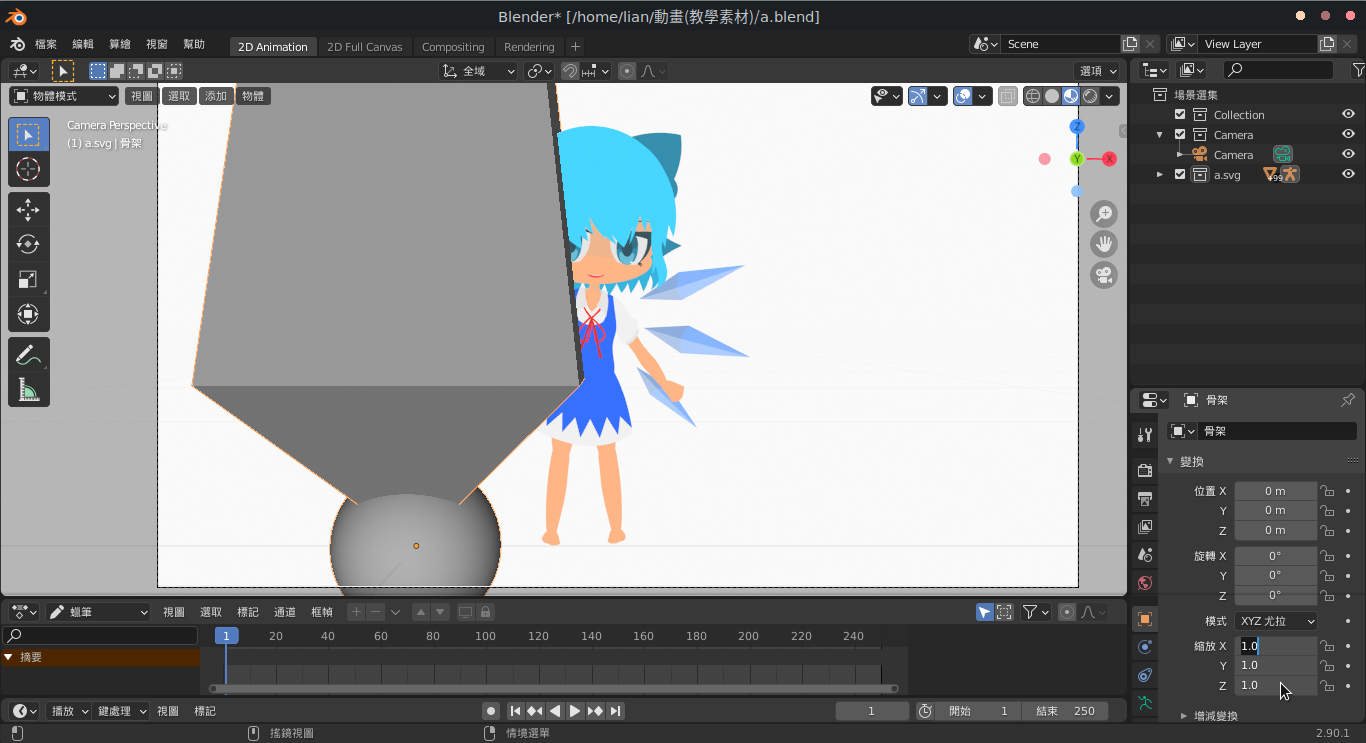 Blender* [/home/lian/動畫(教學素材)/a.blend]
檔案 編輯 算繪 視窗 幫助 2D Animation 2D Full Canvas Compositing Rendering + Scene View Layer
全域 選項
物體模式 視圖 選取 添加 物體
Camera Perspective
(1) a.svg | 骨架
Z
Y X
場景選集
Collection
Camera
Camera
a.svg +99
骨架
骨架
變換
位置 X 0 m
Y 0 m
Z 0 m
旋轉 X 0°
Y 0°
Z 0°
模式 XYZ 尤拉
縮放 X 1.0
Y 1.0
Z 1.0
增減變換
蠟筆 視圖 選取 標記 通道 框幀
1 20 40 60 80 100 120 140 160 180 200 220 240
摘要
播放 鍵處理 視圖 標記 1 開始 1 結束 250
搖鏡視圖 情境選單 2.90.1